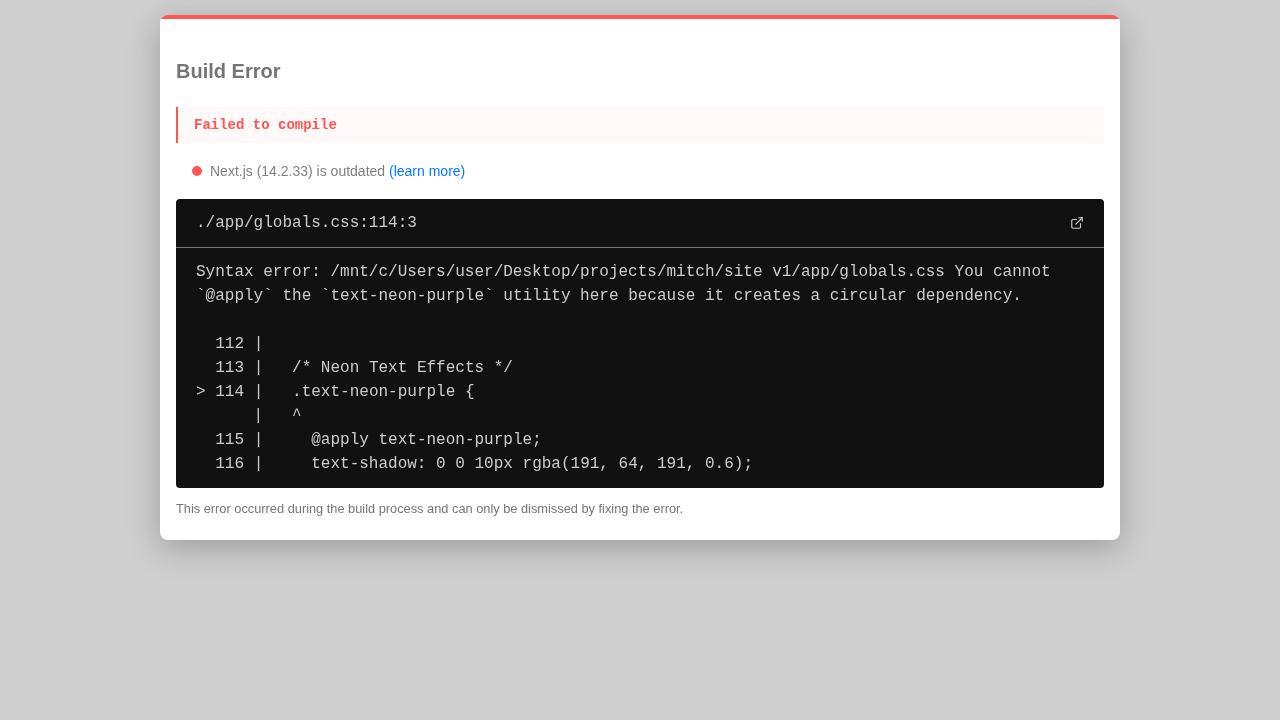 Build Error
Failed to compile
Next.js (14.2.33) is outdated (learn more)
./app/globals.css:114:3
Syntax error: /mnt/c/Users/user/Desktop/projects/mitch/site v1/app/globals.css You cannot
`@apply` the `text-neon-purple` utility here because it creates a circular dependency.
  112 |
  113 |   /* Neon Text Effects */
> 114 |   .text-neon-purple {
      |   ^
  115 |     @apply text-neon-purple;
  116 |     text-shadow: 0 0 10px rgba(191, 64, 191, 0.6);
This error occurred during the build process and can only be dismissed by fixing the error.